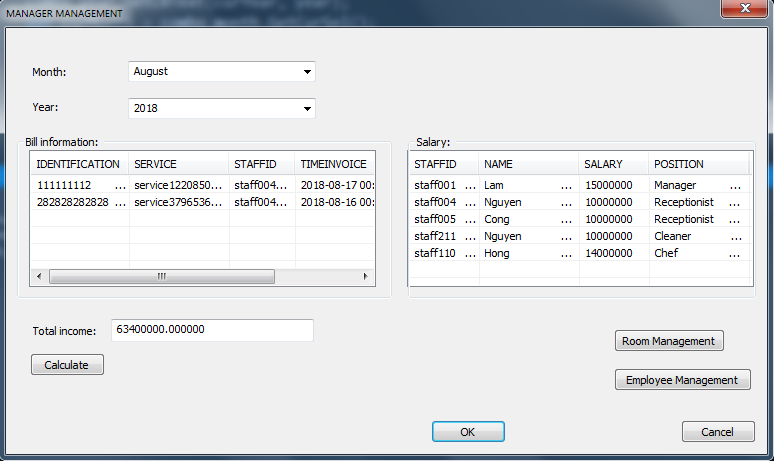 MANAGER MANAGEMENT
Month: August
Year: 2018
Bill information:
IDENTIFICATION SERVICE STAFFID TIMEINVOICE
111111112 ... service1220850... staff004... 2018-08-17 00:
282828282828 ... service3796536... staff004... 2018-08-16 00:
Salary:
STAFFID NAME SALARY POSITION
staff001 ... Lam ... 15000000 Manager ...
staff004 ... Nguyen ... 10000000 Receptionist ...
staff005 ... Cong ... 10000000 Receptionist ...
staff211 ... Nguyen ... 10000000 Cleaner ...
staff110 ... Hong ... 14000000 Chef ...
Total income: 63400000.000000
Calculate
Room Management
Employee Management
OK
Cancel